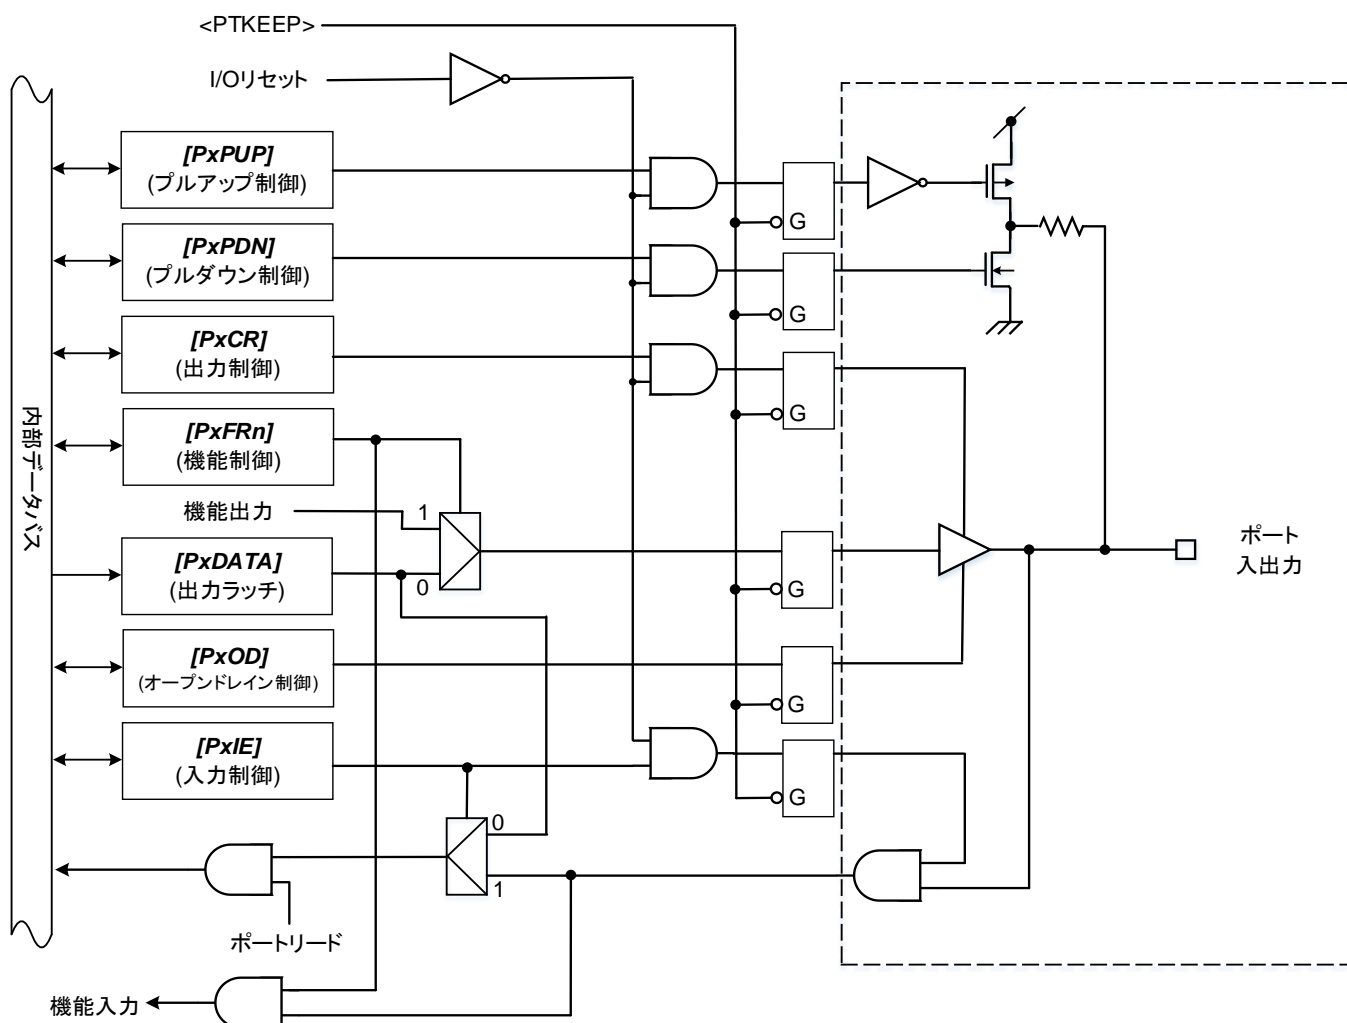 <PTKEEP>
I/Oリセット
[PxPUP]
(プルアップ制御)
G
[PxPDN]
(プルダウン制御)
G
[PxCR]
(出力制御)
G
内部データバス
[PxFRn]
(機能制御)
機能出力
1
[PxDATA]
(出力ラッチ)
0
G
ポート
入出力
[PxOD]
(オープンドレイン制御)
G
[PxIE]
(入力制御)
G
0
1
ポートリード
機能入力